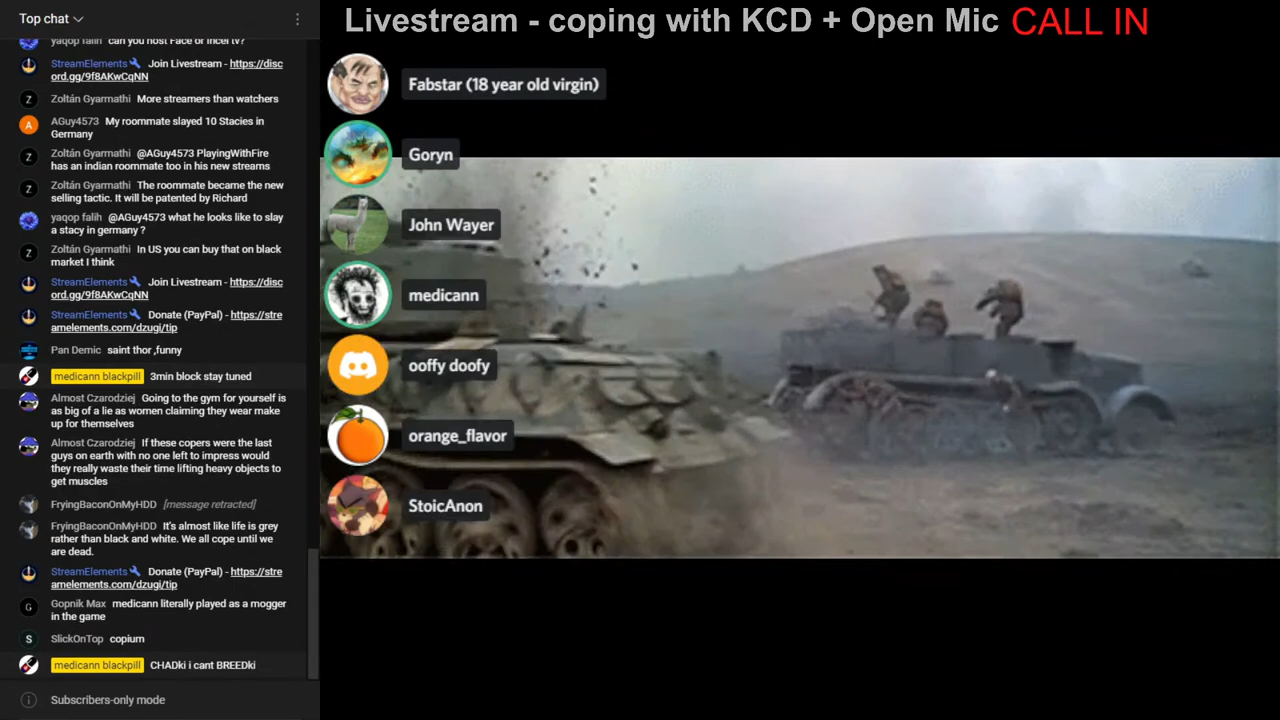 Top chat
Livestream - coping with KCD + Open Mic CALL IN
yaqop falih can you host Face or incel tv?
StreamElements Join Livestream - https://disc
ord.gg/9f8AKwCqNN
Zoltán Gyarmathi More streamers than watchers
AGuy4573 My roommate slayed 10 Stacies in
Germany
Zoltán Gyarmathi @AGuy4573 PlayingWithFire
has an indian roommate too in his new streams
Zoltán Gyarmathi The roommate became the new
selling tactic. It will be patented by Richard
yaqop falih @AGuy4573 what he looks like to slay
a stacy in germany ?
Zoltán Gyarmathi In US you can buy that on black
market I think
StreamElements Join Livestream - https://disc
ord.gg/9f8AKwCqNN
StreamElements Donate (PayPal) - https://stre
amelements.com/dzugi/tip
Pan Demic saint thor ,funny
medicann blackpill 3min block stay tuned
Almost Czarodziej Going to the gym for yourself is
as big of a lie as women claiming they wear make
up for themselves
Almost Czarodziej If these copers were the last
guys on earth with no one left to impress would
they really waste their time lifting heavy objects to
get muscles
FryingBaconOnMyHDD [message retracted]
FryingBaconOnMyHDD It's almost like life is grey
rather than black and white. We all cope until we
are dead.
StreamElements Donate (PayPal) - https://stre
amelements.com/dzugi/tip
G Gopnik Max medicann literally played as a mogger
in the game
S SlickOnTop copium
medicann blackpill CHADki i cant BREEDki
Subscribers-only mode
Fabstar (18 year old virgin)
Goryn
John Wayer
medicann
ooffy doofy
orange_flavor
StoicAnon